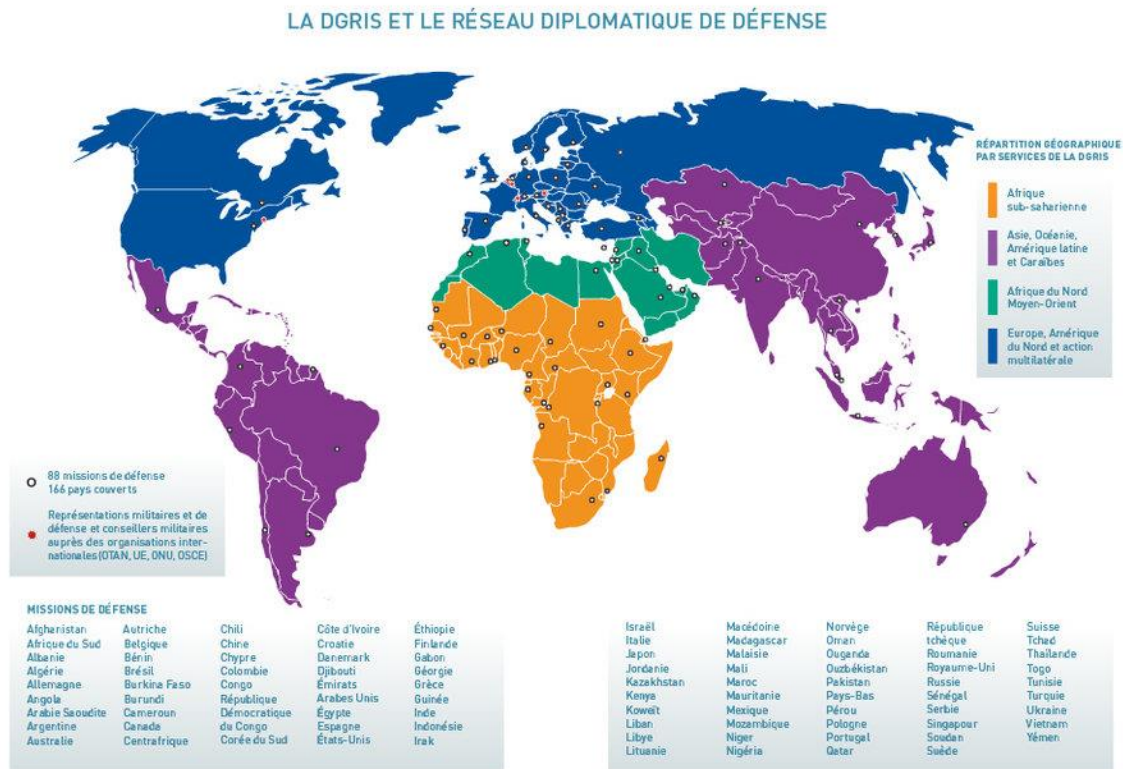 LA DGRIS ET LE RÉSEAU DIPLOMATIQUE DE DÉFENSE
RÉPARTITION GÉOGRAPHIQUE
PAR SERVICES DE LA DGRIS
Afrique
sub-saharienne
Asie, Océanie,
Amérique latine
et Caraïbes
Afrique du Nord
Moyen-Orient
Europe, Amérique
du Nord et action
multilatérale
88 missions de défense
166 pays couverts
Représentations militaires et de
défense et conseillers militaires
auprès des organisations inter-
nationales (OTAN, UE, ONU, OSCE)
MISSIONS DE DÉFENSE
Afghanistan
Afrique du Sud
Albanie
Algérie
Allemagne
Angola
Arabie Saoudite
Argentine
Australie
Autriche
Belgique
Bénin
Brésil
Burkina Faso
Burundi
Cameroun
Canada
Centrafrique
Chili
Chine
Chypre
Colombie
Congo
République
Démocratique
du Congo
Corée du Sud
Côte d'Ivoire
Croatie
Danemark
Djibouti
Émirats
Arabes Unis
Égypte
Espagne
États-Unis
Éthiopie
Finlande
Gabon
Géorgie
Grèce
Guinée
Inde
Indonésie
Irak
Israël
Italie
Japon
Jordanie
Kazakhstan
Kenya
Koweït
Liban
Libye
Lituanie
Macédoine
Madagascar
Malaisie
Mali
Maroc
Mauritanie
Mexique
Mozambique
Niger
Nigéria
Norvège
Oman
Ouganda
Ouzbékistan
Pakistan
Pays-Bas
Pérou
Pologne
Portugal
Qatar
République
tchèque
Roumanie
Royaume-Uni
Russie
Sénégal
Serbie
Singapour
Soudan
Suède
Suisse
Tchad
Thaïlande
Togo
Tunisie
Turquie
Ukraine
Vietnam
Yémen